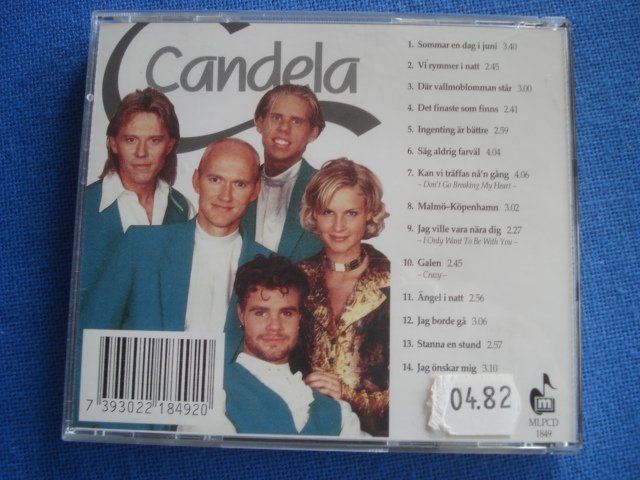 Candela
1. Sommar en dag i juni 3.40
2. Vi rymmer i natt 2.45
3. Där vallmoblomman står 3.00
4. Det finaste som finns 2.41
5. Ingenting är bättre 2.59
6. Säg aldrig farväl 4.04
7. Kan vi träffas nå'n gång 4.06
– Don't Go Breaking My Heart –
8. Malmö–Köpenhamn 3.02
9. Jag ville vara nära dig 2.27
– I Only Want To Be With You –
10. Galen 2.45
– Crazy –
11. Ängel i natt 2.56
12. Jag borde gå 3.06
13. Stanna en stund 2.57
14. Jag önskar mig 3.10
04.82
m
MLPCD
1849
7 393022 184920